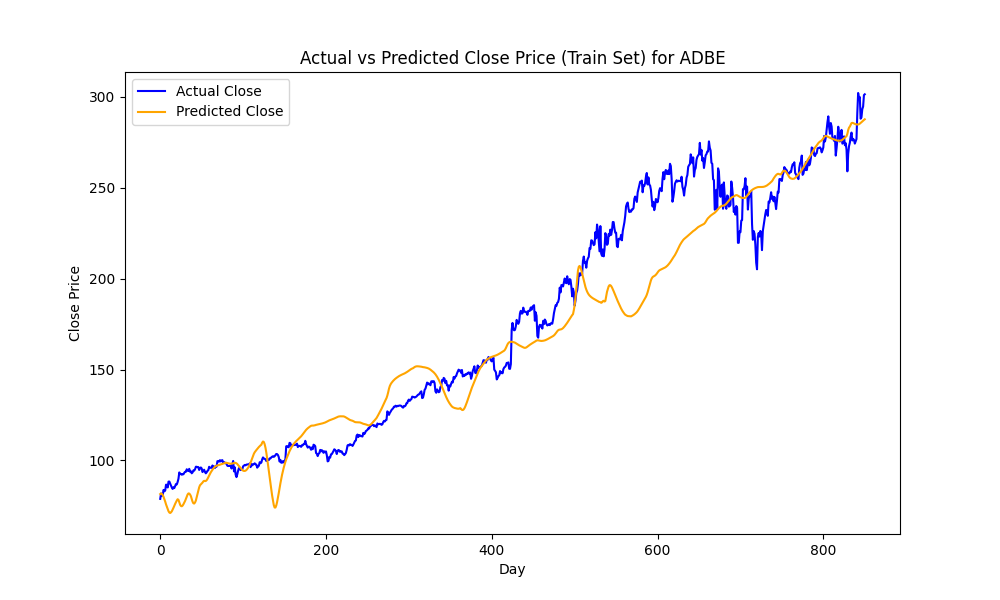 Actual vs Predicted Close Price (Train Set) for ADBE
Actual Close
Predicted Close
300
250
200
150
100
Close Price
0 200 400 600 800
Day